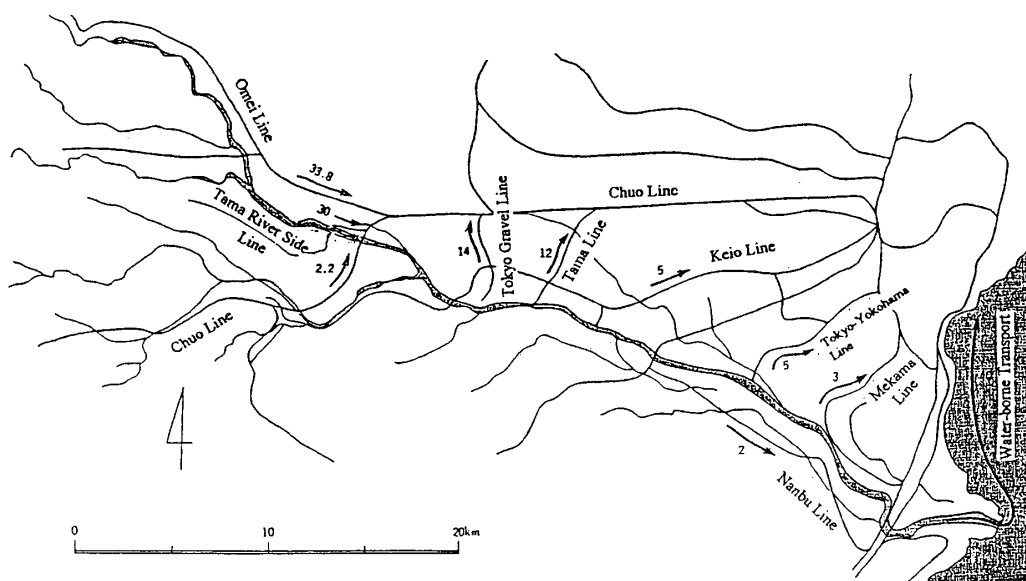 Omei Line
33.8
30
Tama River Side
Line
2.2
Chuo Line
14
Tokyo Gravel Line
12
Tama Line
Chuo Line
5
Keio Line
5
Tokyo-Yokohama
Line
3
Mekama
Line
2
Nanbu Line
Water-borne Transport
0
10
20km